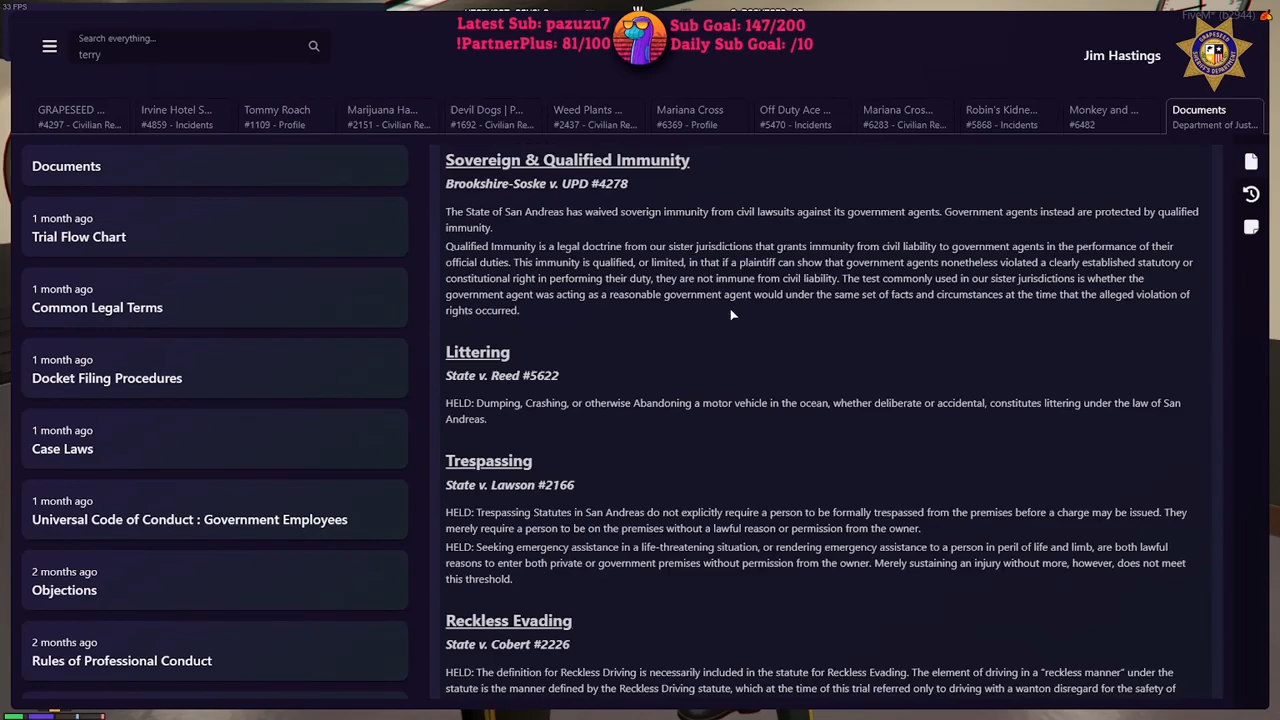 33 FPS
Latest Sub: pazuzu7
Sub Goal: 147/200
!PartnerPlus: 81/100
Daily Sub Goal: /10
FiveM* (b2944)
Search everything...
terry
Jim Hastings
GRAPESEED
SHERIFF'S DEPARTMENT
GRAPESEED ...
#4297 - Civilian Re...
Irvine Hotel S...
#4859 - Incidents
Tommy Roach
#1109 - Profile
Marijuana Ha...
#2151 - Civilian Re...
Devil Dogs | P...
#1692 - Civilian Re...
Weed Plants ...
#2437 - Civilian Re...
Mariana Cross
#6369 - Profile
Off Duty Ace ...
#5470 - Incidents
Mariana Cros...
#6283 - Civilian Re...
Robin's Kidne...
#5868 - Incidents
Monkey and ...
#6482
Documents
Department of Just...
Documents
1 month ago
Trial Flow Chart
1 month ago
Common Legal Terms
1 month ago
Docket Filing Procedures
1 month ago
Case Laws
1 month ago
Universal Code of Conduct : Government Employees
2 months ago
Objections
2 months ago
Rules of Professional Conduct
Sovereign & Qualified Immunity
Brookshire-Soske v. UPD #4278
The State of San Andreas has waived soverign immunity from civil lawsuits against its government agents. Government agents instead are protected by qualified
immunity.
Qualified Immunity is a legal doctrine from our sister jurisdictions that grants immunity from civil liability to government agents in the performance of their
official duties. This immunity is qualified, or limited, in that if a plaintiff can show that government agents nonetheless violated a clearly established statutory or
constitutional right in performing their duty, they are not immune from civil liability. The test commonly used in our sister jurisdictions is whether the
government agent was acting as a reasonable government agent would under the same set of facts and circumstances at the time that the alleged violation of
rights occurred.
Littering
State v. Reed #5622
HELD: Dumping, Crashing, or otherwise Abandoning a motor vehicle in the ocean, whether deliberate or accidental, constitutes littering under the law of San
Andreas.
Trespassing
State v. Lawson #2166
HELD: Trespassing Statutes in San Andreas do not explicitly require a person to be formally trespassed from the premises before a charge may be issued. They
merely require a person to be on the premises without a lawful reason or permission from the owner.
HELD: Seeking emergency assistance in a life-threatening situation, or rendering emergency assistance to a person in peril of life and limb, are both lawful
reasons to enter both private or government premises without permission from the owner. Merely sustaining an injury without more, however, does not meet
this threshold.
Reckless Evading
State v. Cobert #2226
HELD: The definition for Reckless Driving is necessarily included in the statute for Reckless Evading. The element of driving in a "reckless manner" under the
statute is the manner defined by the Reckless Driving statute, which at the time of this trial referred only to driving with a wanton disregard for the safety of